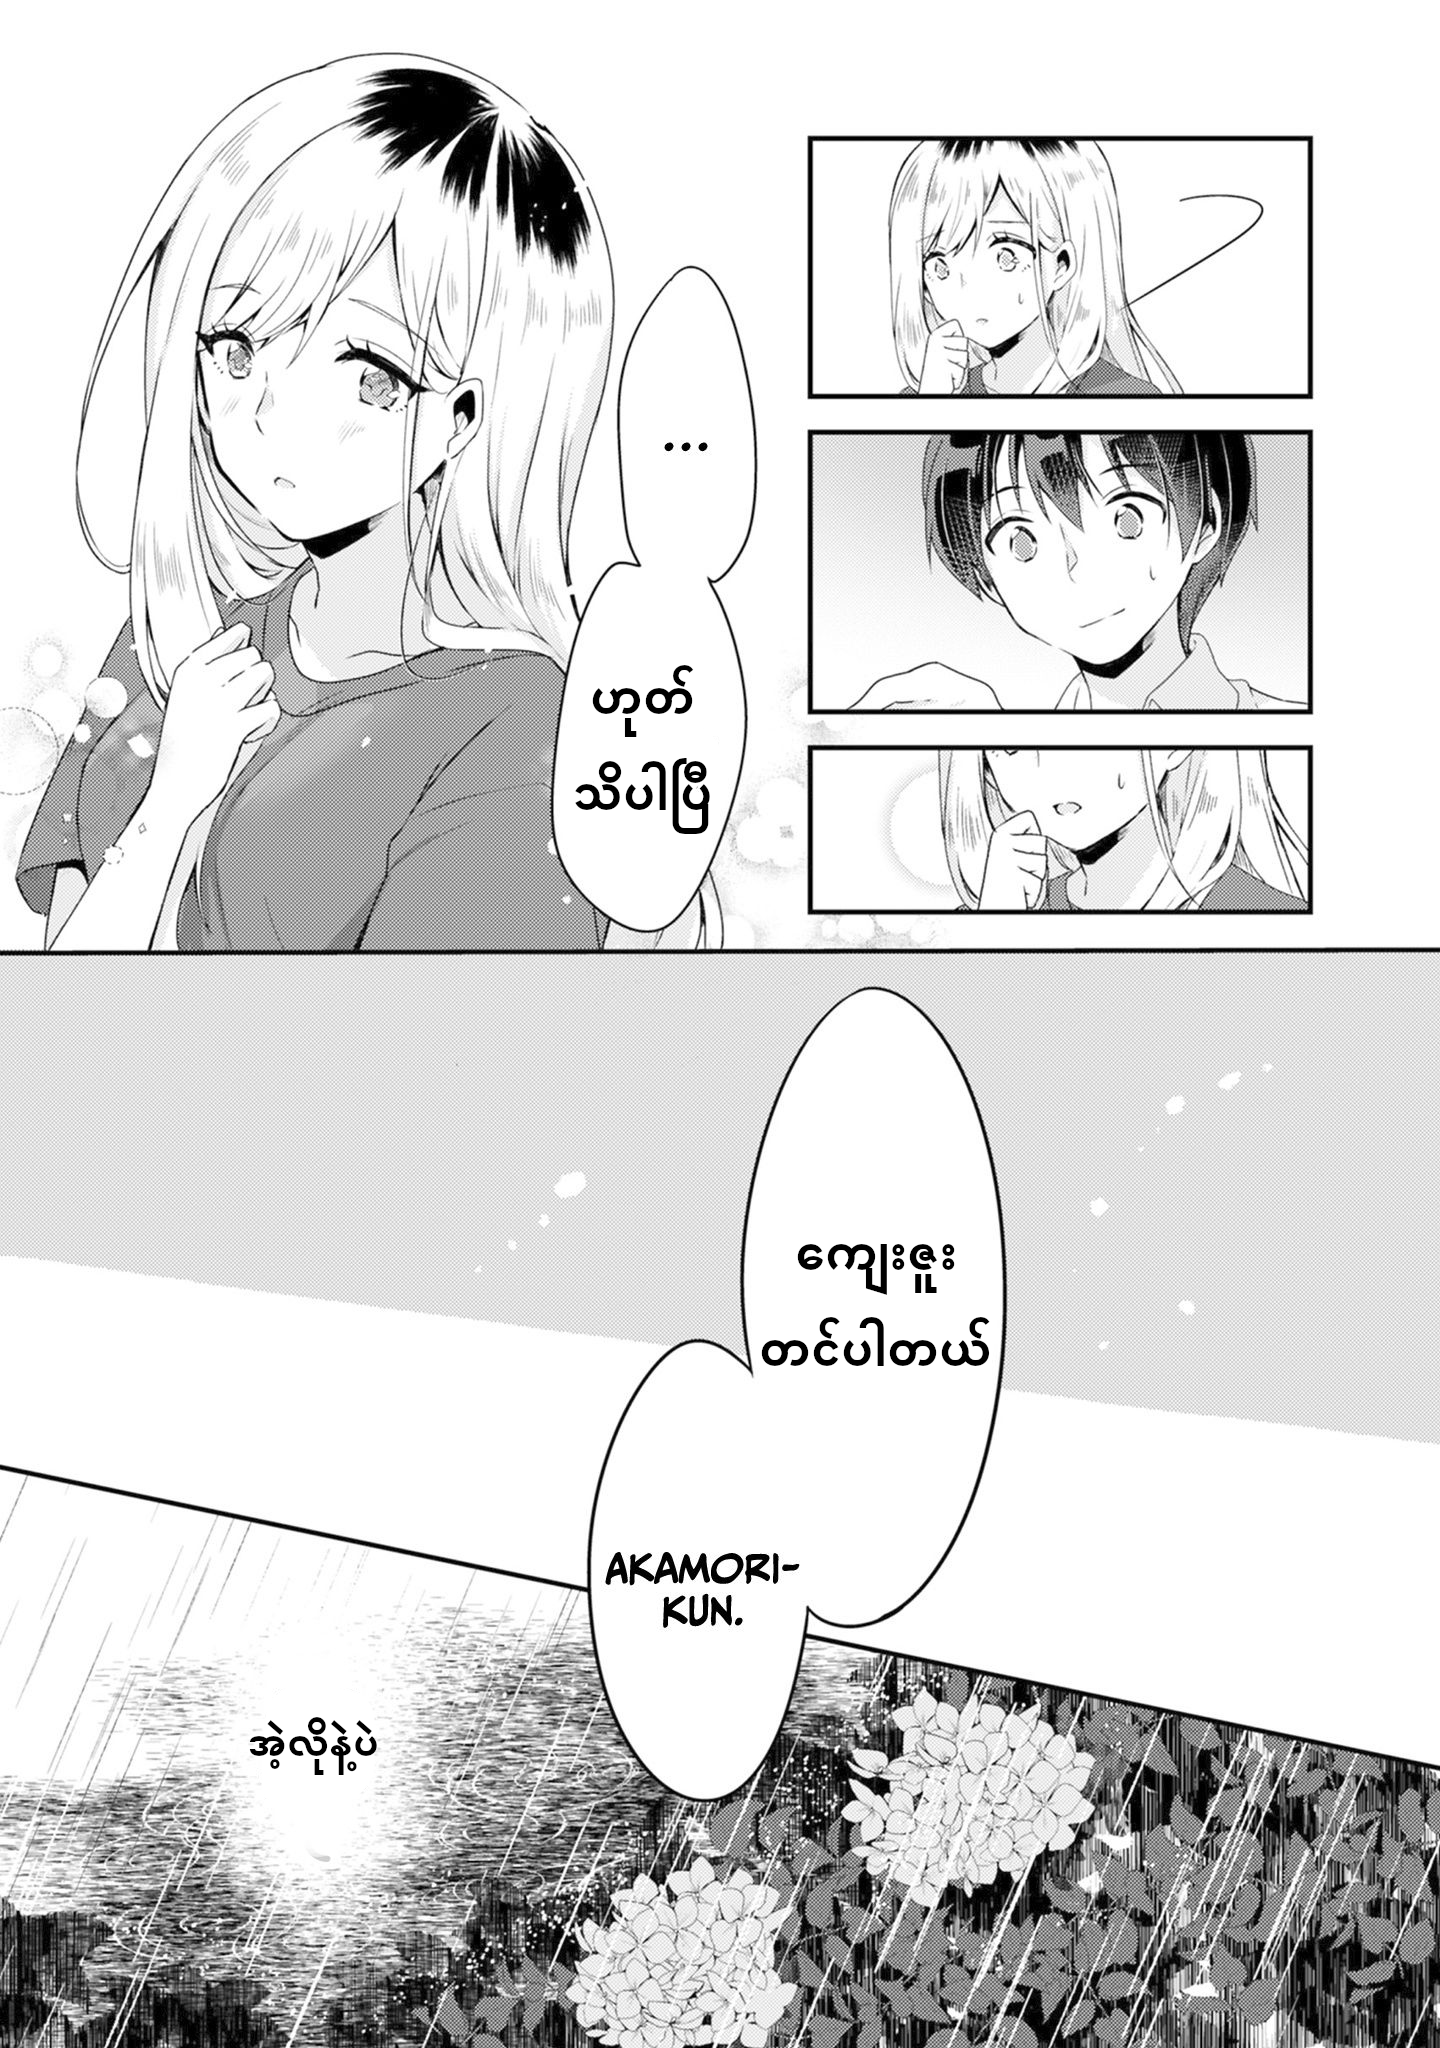 ...
ဟုတ်
သိပါပြီ
ကျေးဇူး
တင်ပါတယ်
AKAMORI-
KUN.
အဲ့လိုနဲ့ပဲ